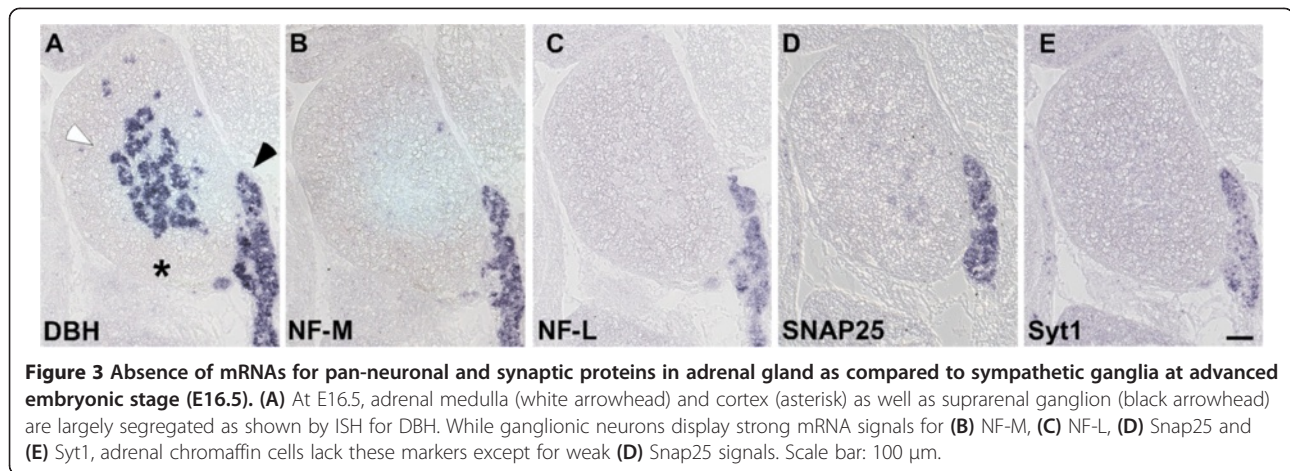 A
B
C
D
E
DBH
NF-M
NF-L
SNAP25
Syt1
Figure 3 Absence of mRNAs for pan-neuronal and synaptic proteins in adrenal gland as compared to sympathetic ganglia at advanced
embryonic stage (E16.5). (A) At E16.5, adrenal medulla (white arrowhead) and cortex (asterisk) as well as suprarenal ganglion (black arrowhead)
are largely segregated as shown by ISH for DBH. While ganglionic neurons display strong mRNA signals for (B) NF-M, (C) NF-L, (D) Snap25 and
(E) Syt1, adrenal chromaffin cells lack these markers except for weak (D) Snap25 signals. Scale bar: 100 μm.